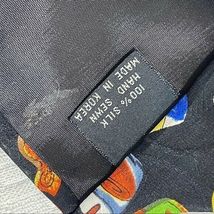 100% SILK
HAND SEWN
MADE IN KOREA